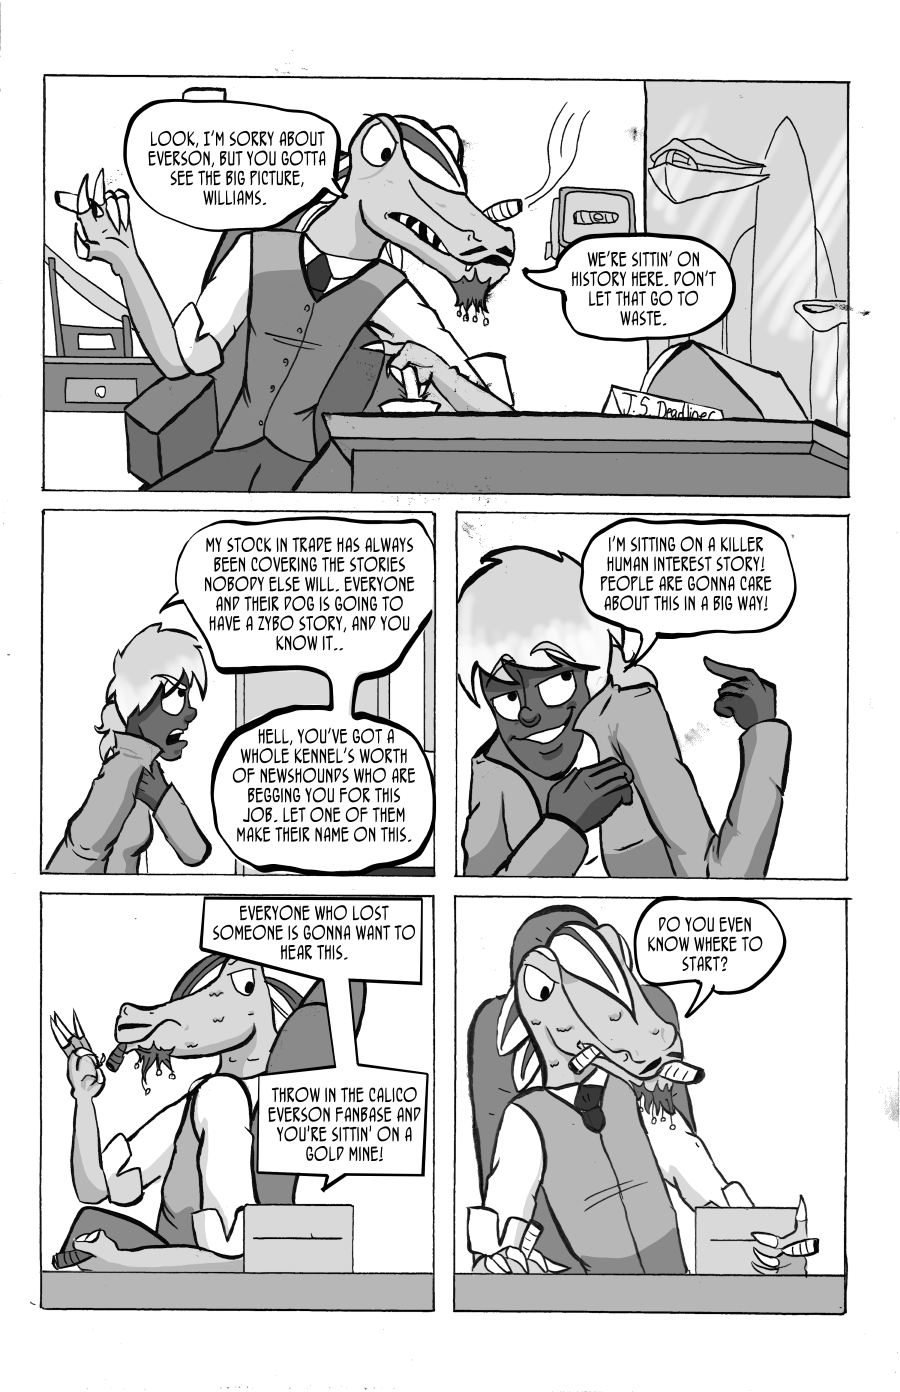 LOOK, I'M SORRY ABOUT
EVERSON, BUT YOU GOTTA
SEE THE BIG PICTURE,
WILLIAMS.
WE'RE SITTIN' ON
HISTORY HERE. DON'T
LET THAT GO TO
WASTE.
J.S. Deadliner
MY STOCK IN TRADE HAS ALWAYS
BEEN COVERING THE STORIES
NOBODY ELSE WILL. EVERYONE
AND THEIR DOG IS GOING TO
HAVE A ZYBO STORY, AND YOU
KNOW IT..
HELL, YOU'VE GOT A
WHOLE KENNEL'S WORTH
OF NEWSHOUNDS WHO ARE
BEGGING YOU FOR THIS
JOB. LET ONE OF THEM
MAKE THEIR NAME ON THIS.
I'M SITTING ON A KILLER
HUMAN INTEREST STORY!
PEOPLE ARE GONNA CARE
ABOUT THIS IN A BIG WAY!
EVERYONE WHO LOST
SOMEONE IS GONNA WANT TO
HEAR THIS.
THROW IN THE CALICO
EVERSON FANBASE AND
YOU'RE SITTIN' ON A
GOLD MINE!
DO YOU EVEN
KNOW WHERE TO
START?